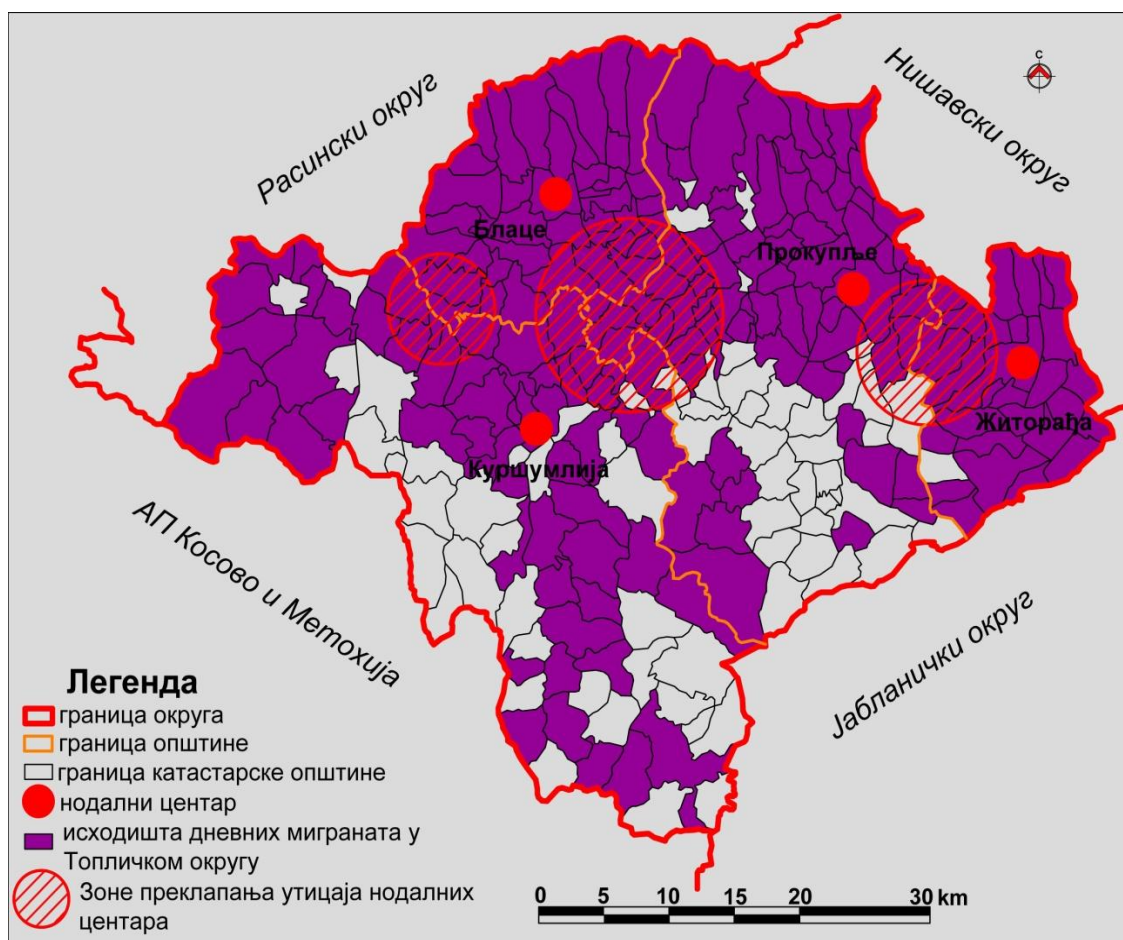 Расински округ
Нишавски округ
с
Блаце
Прокупље
Житорађа
Куршумлија
АП Косово и Метохија
Јабланички округ
Легенда
граница округа
граница општине
граница катастарске општине
нодални центар
исходишта дневних миграната у
Топличком округу
Зоне преклапања утицаја нодалних
центара
0 5 10 15 20 30 km